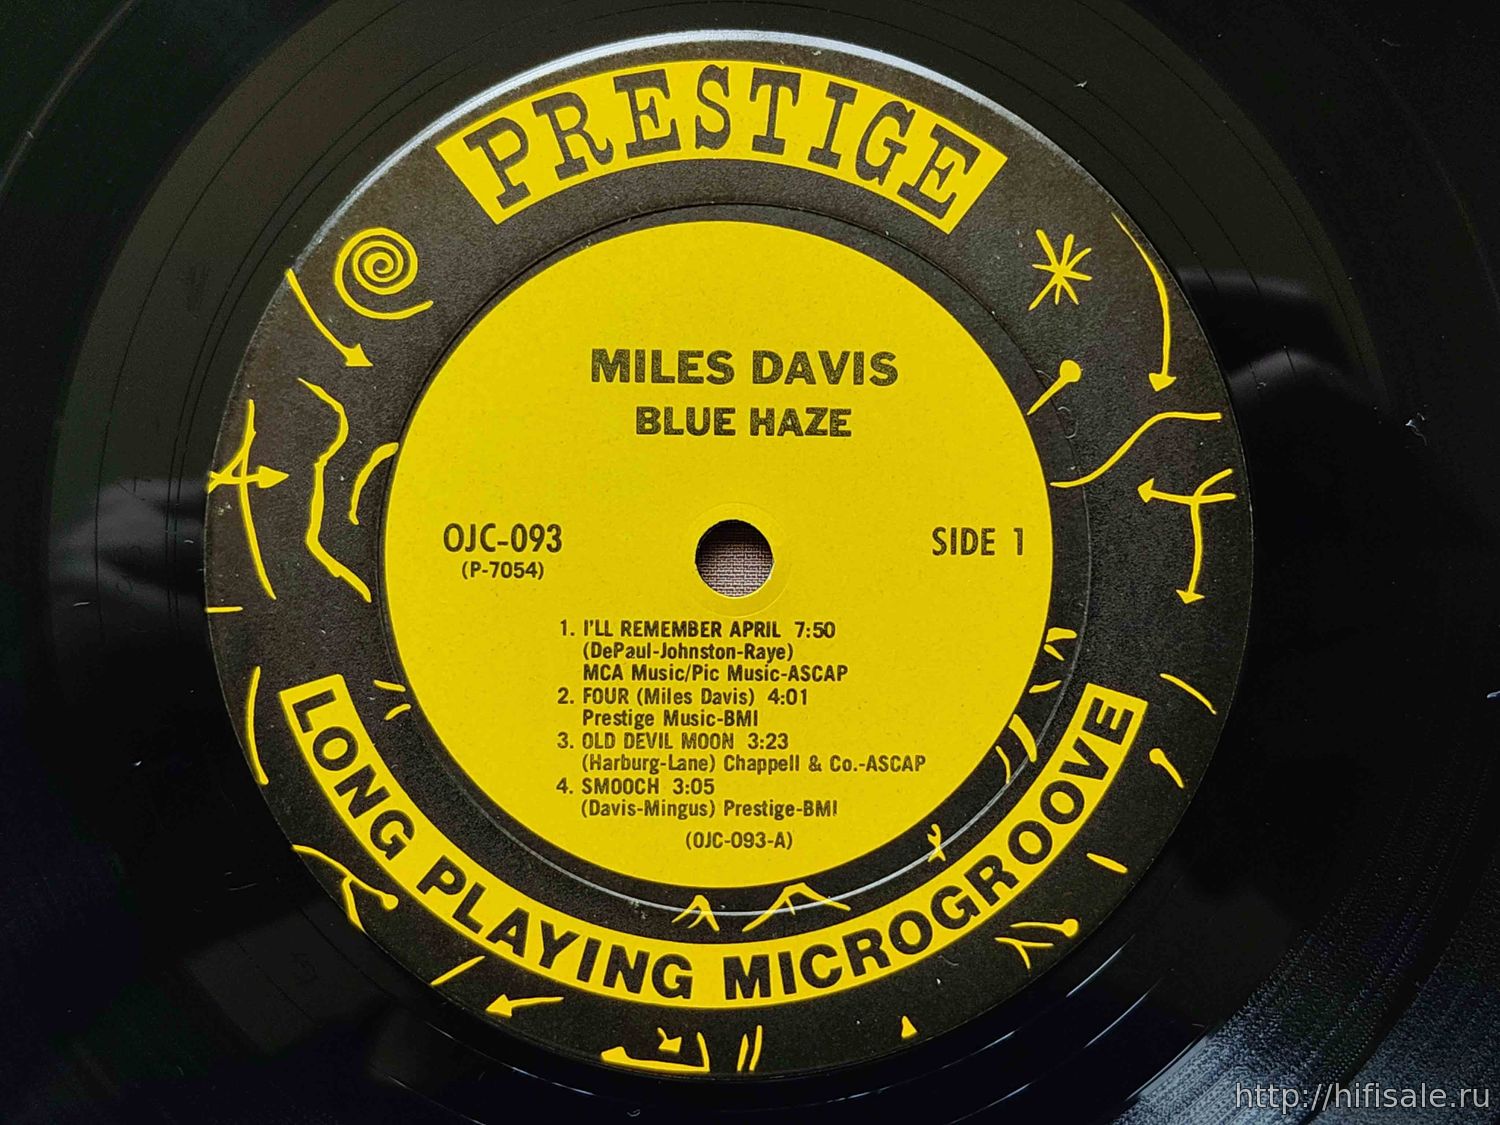 PRESTIGE
MILES DAVIS
BLUE HAZE
OJC-093
(P-7054)
SIDE 1
1. I'LL REMEMBER APRIL 7:50
(DePaul-Johnston-Raye)
MCA Music/Pic Music-ASCAP
2. FOUR (Miles Davis) 4:01
Prestige Music-BMI
3. OLD DEVIL MOON 3:23
(Harburg-Lane) Chappell & Co.-ASCAP
4. SMOOCH 3:05
(Davis-Mingus) Prestige-BMI
(OJC-093-A)
LONG PLAYING MICROGROOVE
http://hifisale.ru